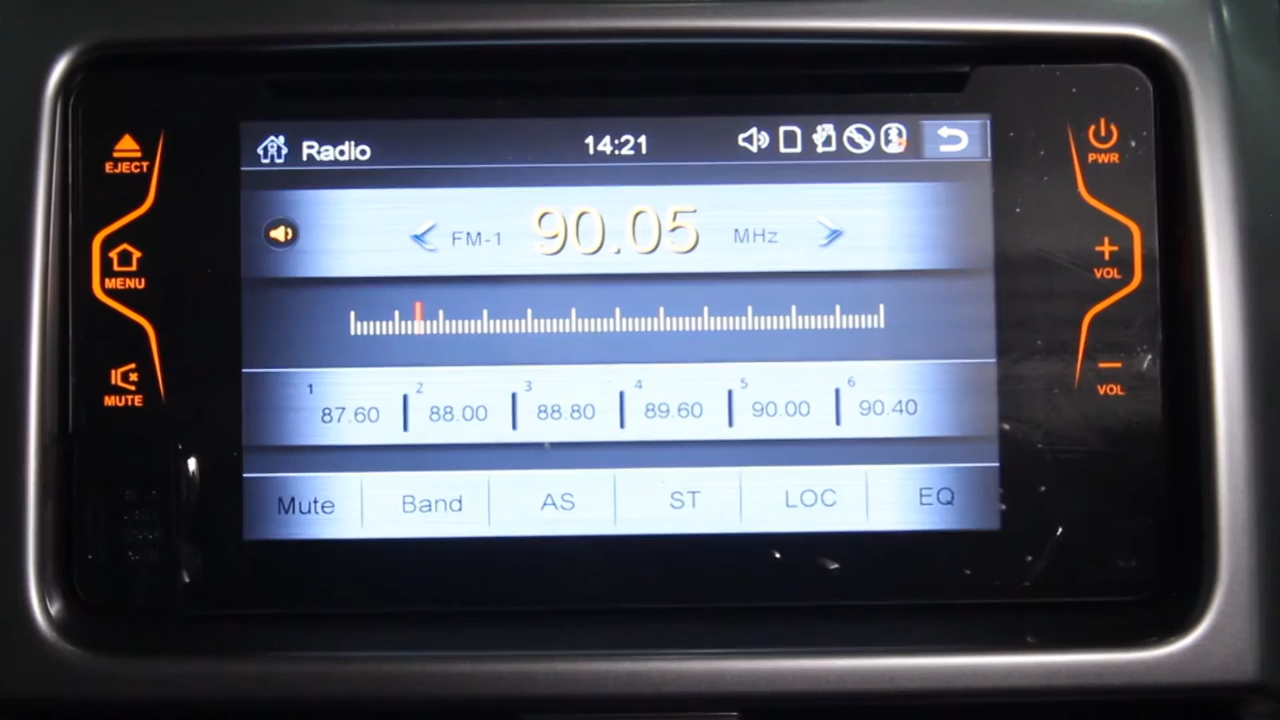 EJECT
MENU
MUTE
Radio 14:21
FM-1 90.05 MHz
1 2 3 4 5 6
87.60 88.00 88.80 89.60 90.00 90.40
Mute Band AS ST LOC EQ
PWR
+
VOL
−
VOL